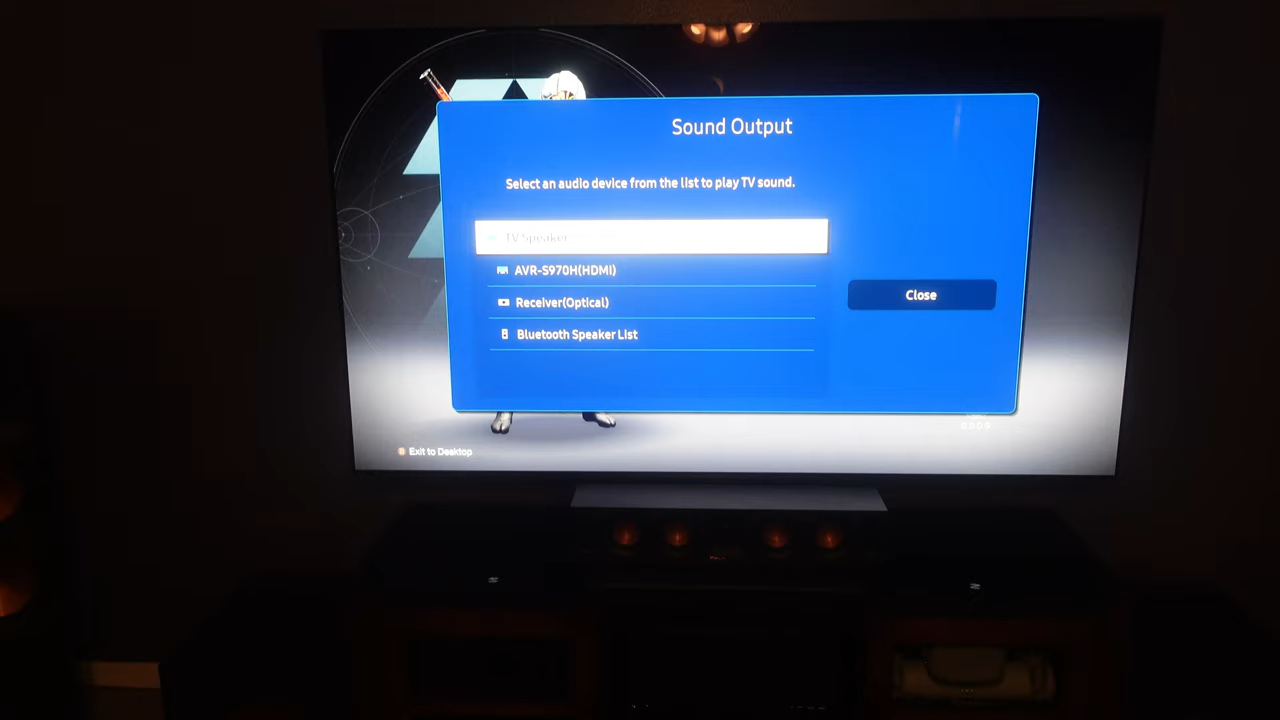 Sound Output
Select an audio device from the list to play TV sound.
TV Speaker
AVR-S970H(HDMI)
Receiver(Optical)
Bluetooth Speaker List
Close
Exit to Desktop